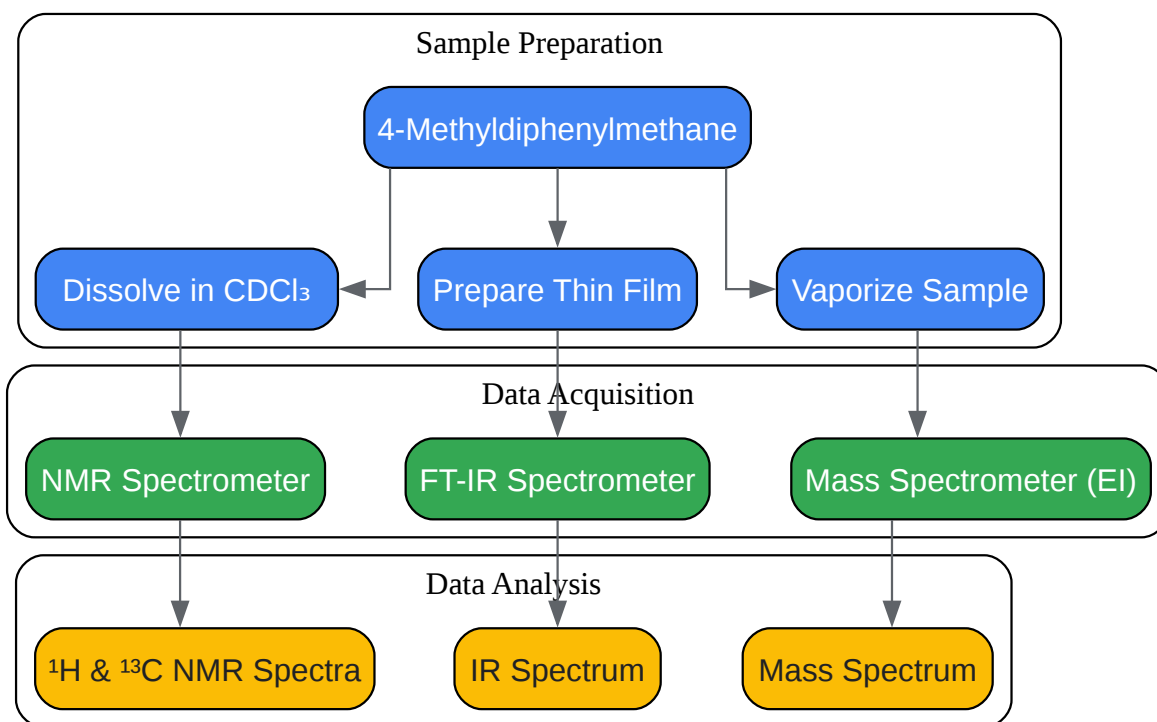 Sample Preparation
4-Methyldiphenylmethane
Dissolve in CDCl₃
Prepare Thin Film
Vaporize Sample
Data Acquisition
NMR Spectrometer
FT-IR Spectrometer
Mass Spectrometer (EI)
Data Analysis
¹H & ¹³C NMR Spectra
IR Spectrum
Mass Spectrum